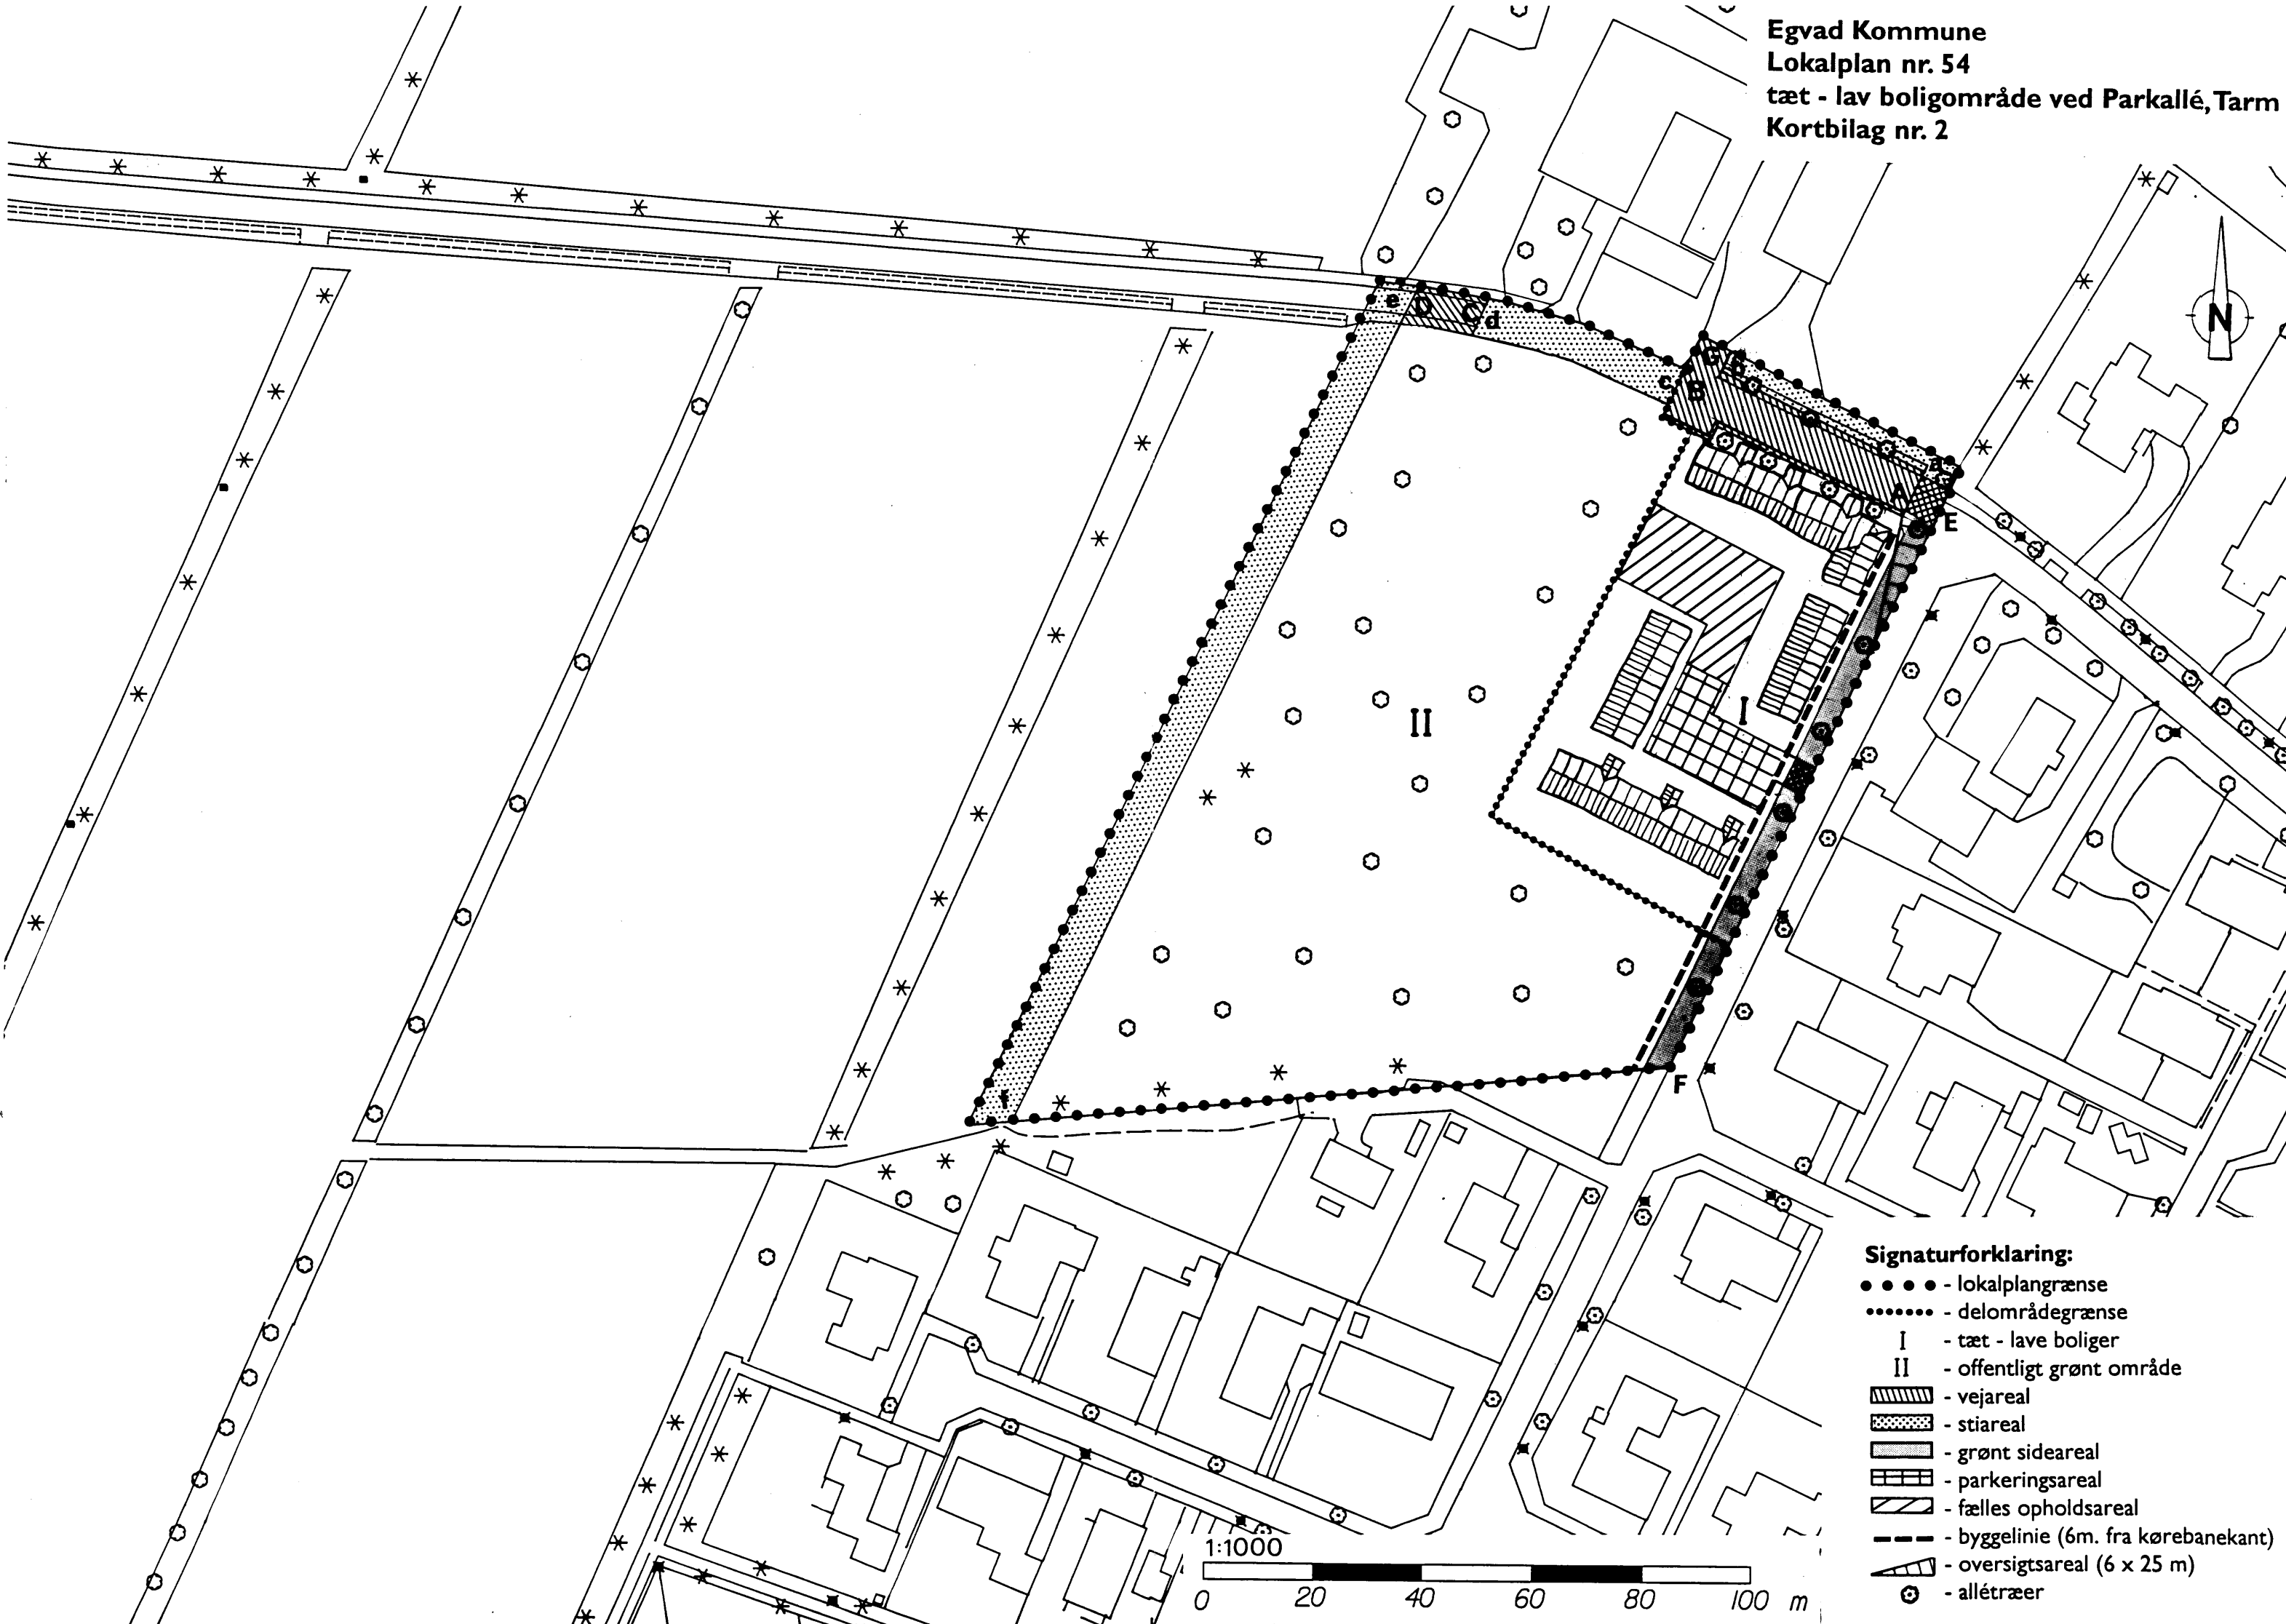 Egvad Kommune
Lokalplan nr. 54
tæt - lav boligområde ved Parkallé, Tarm
Kortbilag nr. 2
N
e
D
C
d
c
B
G
b
a
A
E
II
I
F
f
Signaturforklaring:
- lokalplangrænse
- delområdegrænse
I - tæt - lave boliger
II - offentligt grønt område
- vejareal
- stiareal
- grønt sideareal
- parkeringsareal
- fælles opholdsareal
- byggelinie (6m. fra kørebanekant)
- oversigtsareal (6 x 25 m)
- allétræer
1:1000
0 20 40 60 80 100 m